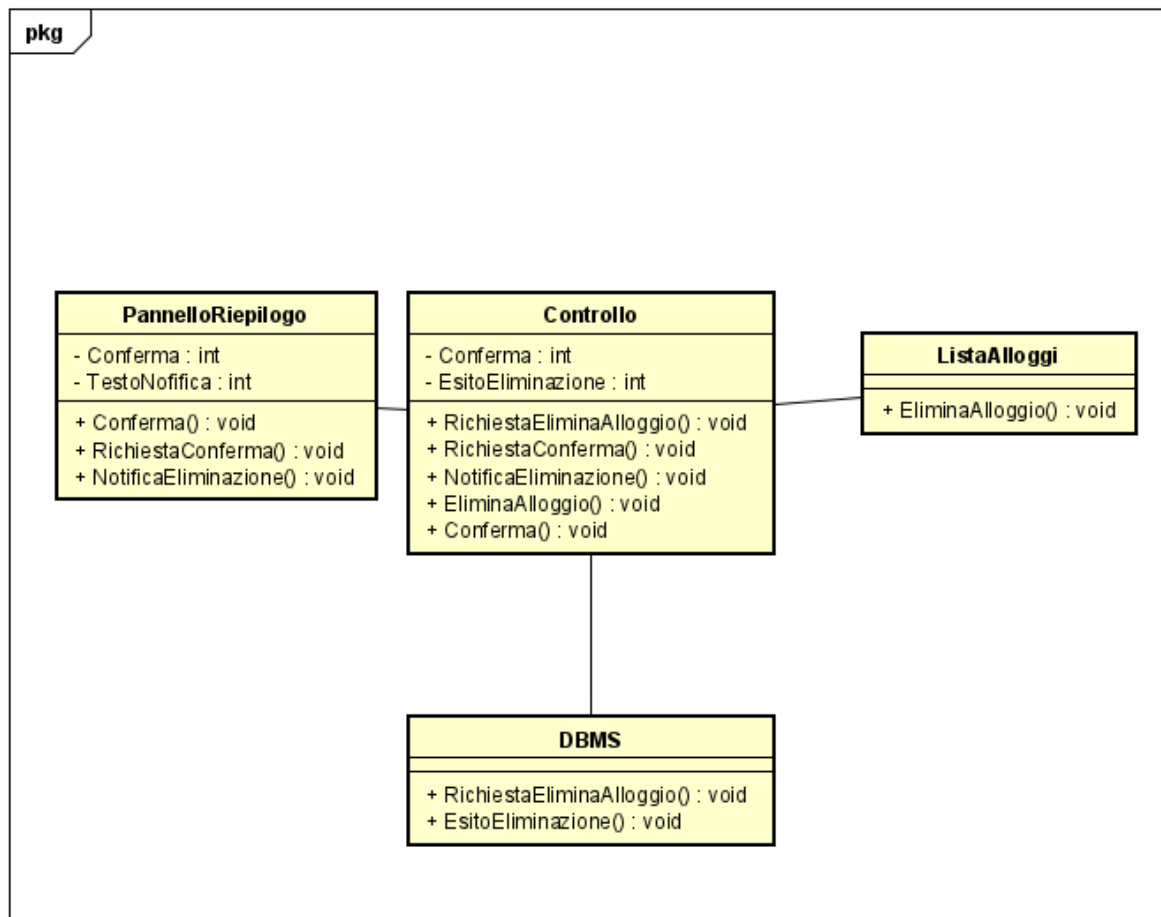 pkg
PannelloRiepilogo
- Conferma : int
- TestoNofifica : int
+ Conferma() : void
+ RichiestaConferma() : void
+ NotificaEliminazione() : void
Controllo
- Conferma : int
- EsitoEliminazione : int
+ RichiestaEliminaAlloggio() : void
+ RichiestaConferma() : void
+ NotificaEliminazione() : void
+ EliminaAlloggio() : void
+ Conferma() : void
ListaAlloggi
+ EliminaAlloggio() : void
DBMS
+ RichiestaEliminaAlloggio() : void
+ EsitoEliminazione() : void